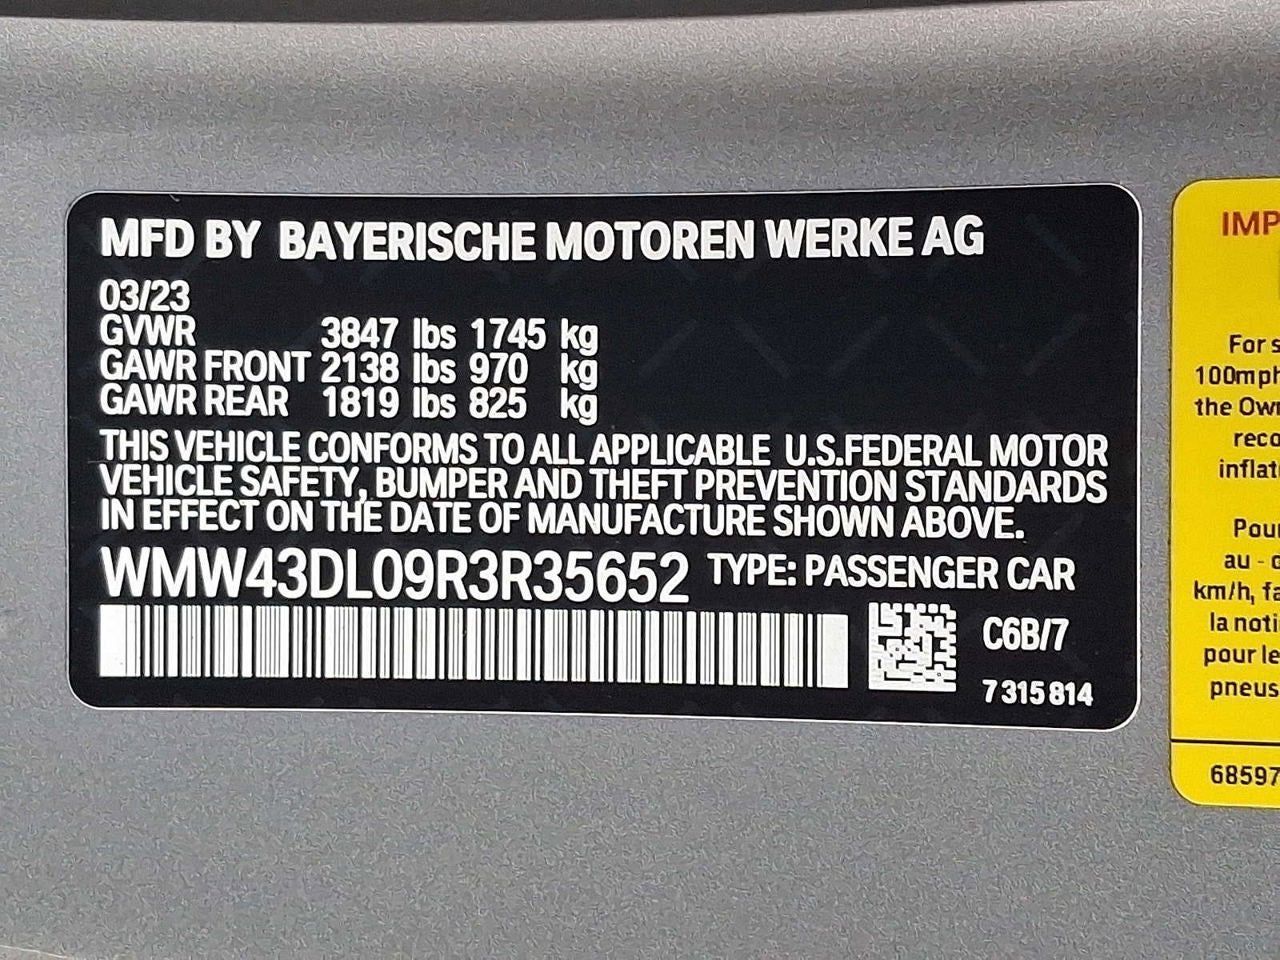 MFD BY BAYERISCHE MOTOREN WERKE AG
03/23
GVWR 3847 lbs 1745 kg
GAWR FRONT 2138 lbs 970 kg
GAWR REAR 1819 lbs 825 kg
THIS VEHICLE CONFORMS TO ALL APPLICABLE U.S.FEDERAL MOTOR
VEHICLE SAFETY, BUMPER AND THEFT PREVENTION STANDARDS
IN EFFECT ON THE DATE OF MANUFACTURE SHOWN ABOVE.
WMW43DL09R3R35652 TYPE: PASSENGER CAR
C6B/7
7 315 814
IMP
For s
100mph
the Own
reco
inflat
Pour
au - d
km/h, fa
la noti
pour le
pneus
68597